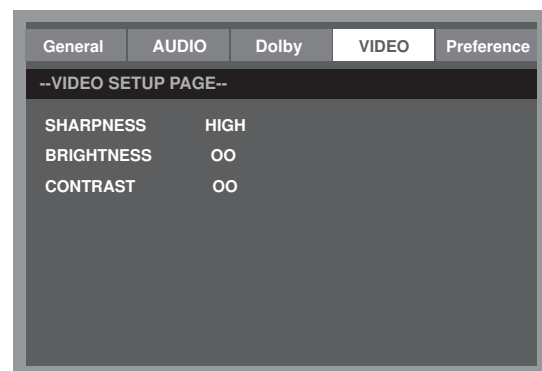 General AUDIO Dolby VIDEO Preference
--VIDEO SETUP PAGE--
SHARPNESS HIGH
BRIGHTNESS OO
CONTRAST OO